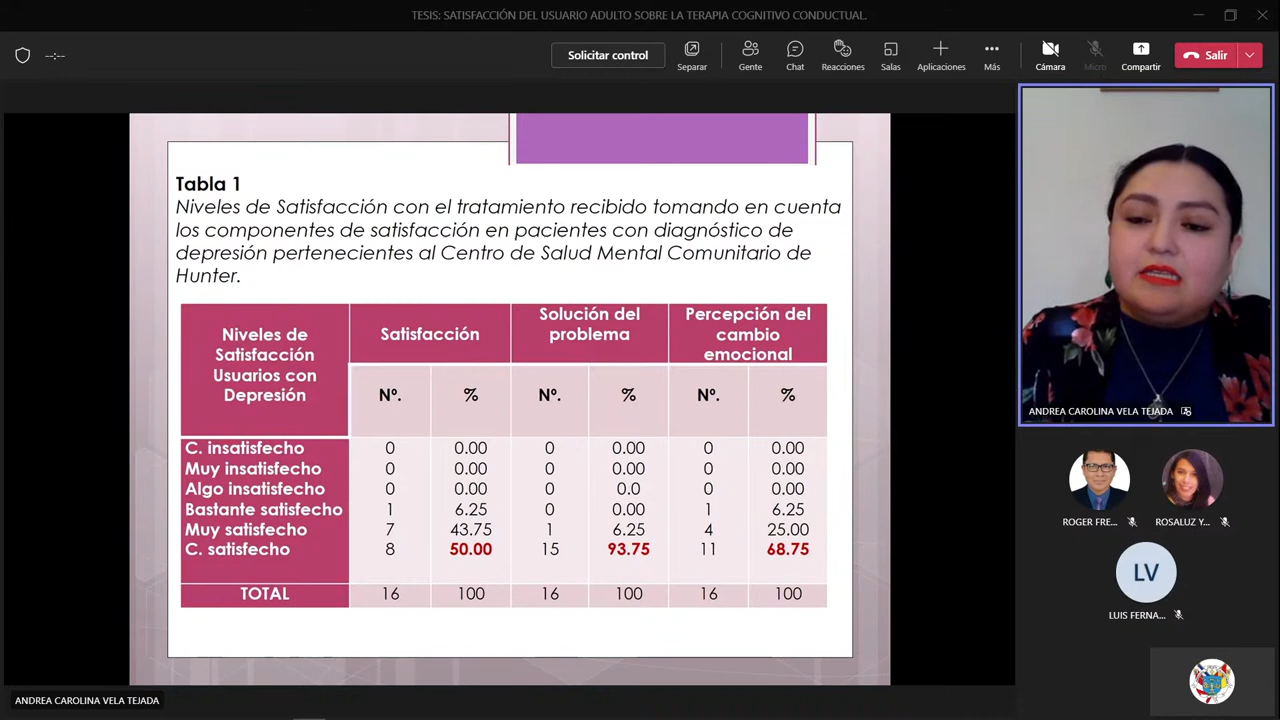 TESIS: SATISFACCIÓN DEL USUARIO ADULTO SOBRE LA TERAPIA COGNITIVO CONDUCTUAL.
--:--
Solicitar control
Separar
Gente
Chat
Reacciones
Salas
Aplicaciones
Más
Cámara
Micro
Compartir
Salir
Tabla 1
Niveles de Satisfacción con el tratamiento recibido tomando en cuenta
los componentes de satisfacción en pacientes con diagnóstico de
depresión pertenecientes al Centro de Salud Mental Comunitario de
Hunter.
Niveles de
Satisfacción
Usuarios con
Depresión
Satisfacción
Solución del
problema
Percepción del
cambio
emocional
Nº. % Nº. % Nº. %
C. insatisfecho 0 0.00 0 0.00 0 0.00
Muy insatisfecho 0 0.00 0 0.00 0 0.00
Algo insatisfecho 0 0.00 0 0.0 0 0.00
Bastante satisfecho 1 6.25 0 0.00 1 6.25
Muy satisfecho 7 43.75 1 6.25 4 25.00
C. satisfecho 8 50.00 15 93.75 11 68.75
TOTAL 16 100 16 100 16 100
ANDREA CAROLINA VELA TEJADA
ROGER FRE...
ROSALUZ Y...
LV
LUIS FERNA...
ANDREA CAROLINA VELA TEJADA